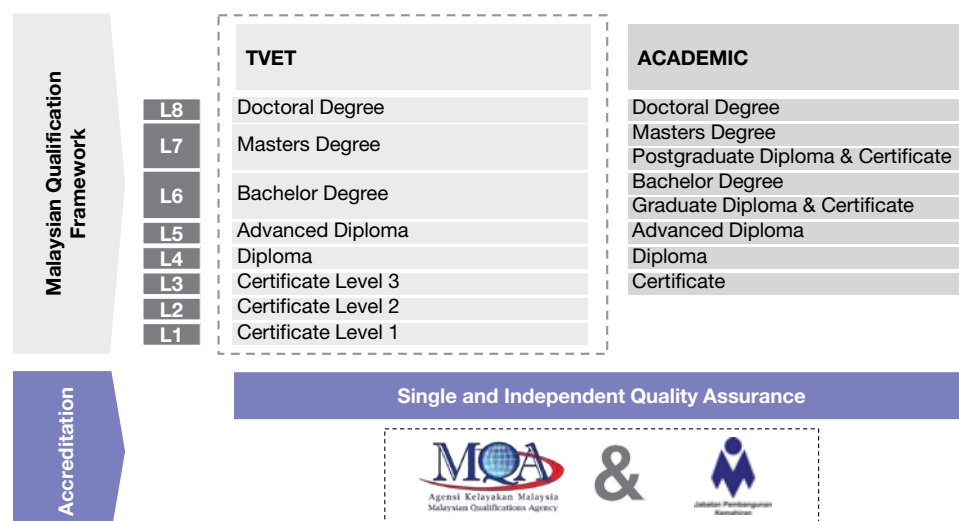 Malaysian Qualification
Framework
TVET
ACADEMIC
L8
Doctoral Degree
Doctoral Degree
L7
Masters Degree
Masters Degree
Postgraduate Diploma & Certificate
L6
Bachelor Degree
Bachelor Degree
Graduate Diploma & Certificate
L5
Advanced Diploma
Advanced Diploma
L4
Diploma
Diploma
L3
Certificate Level 3
Certificate
L2
Certificate Level 2
L1
Certificate Level 1
Accreditation
Single and Independent Quality Assurance
MQA
Agensi Kelayakan Malaysia
Malaysian Qualifications Agency
&
Jabatan Pembangunan
Kemahiran